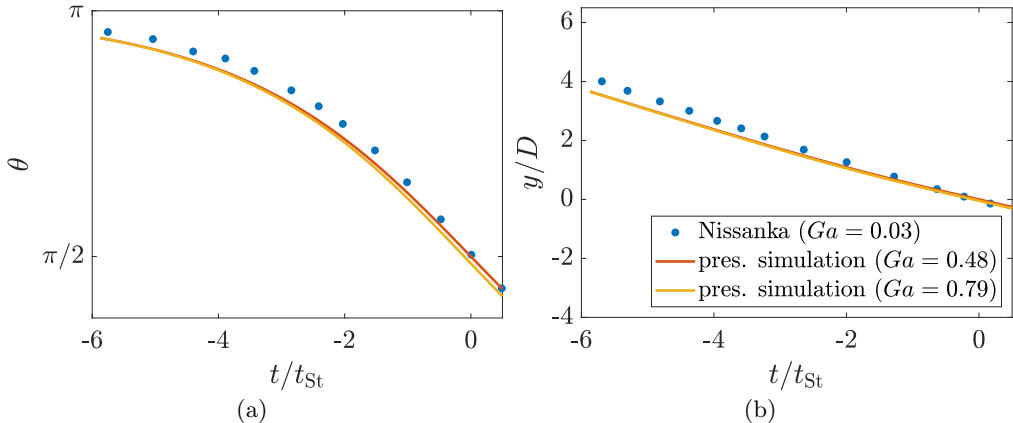 π
θ
π/2
-6
-4
-2
0
t/t_St
(a)
6
4
2
0
-2
-4
y/D
Nissanka (Ga = 0.03)
pres. simulation (Ga = 0.48)
pres. simulation (Ga = 0.79)
-6
-4
-2
0
t/t_St
(b)